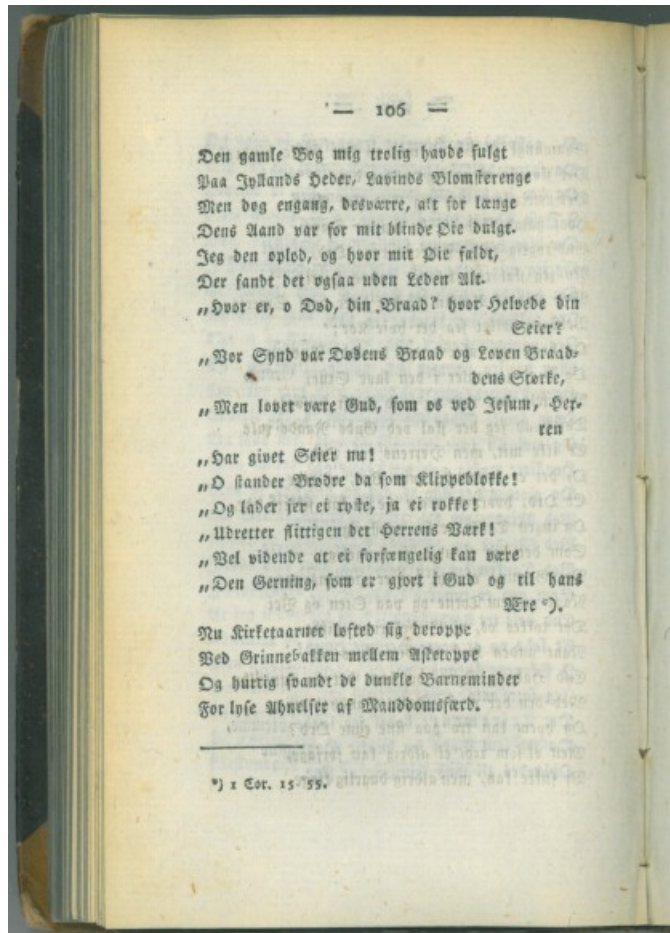 — 106 —
Den gamle Bog mig trolig havde fulgt
Paa Jyllands Heder, Lavinds Blomsterenge
Men dog engang, desværre, alt for længe
Dens Aand var for mit blinde Øie dulgt.
Jeg den oplod, og hvor mit Øie faldt,
Der fandt det ogsaa uden Leden Alt.
„Hvor er, o Død, din Braad? hvor Helvede din
Seier?
„Vor Synd var Dødens Braad og Loven Braad-
dens Størke,
„Men lovet være Gud, som os ved Jesum, Her-
ren
„Har givet Seier nu!
„O stander Brødre da som Klippeblokke!
„Og lader jer ei ryste, ja ei rokke!
„Udretter flittigen det Herrens Værk!
„Vel vidende at ei forfængelig kan være
„Den Gerning, som er gjort i Gud og til hans
Ære *).
Nu Kirketaarnet løfted sig deroppe
Ved Grinnebakken mellem Asketoppe
Og hurtig svandt de dunkle Barneminder
For lyse Ahnelser af Manddomsfærd.
*) 1 Cor. 15 55.